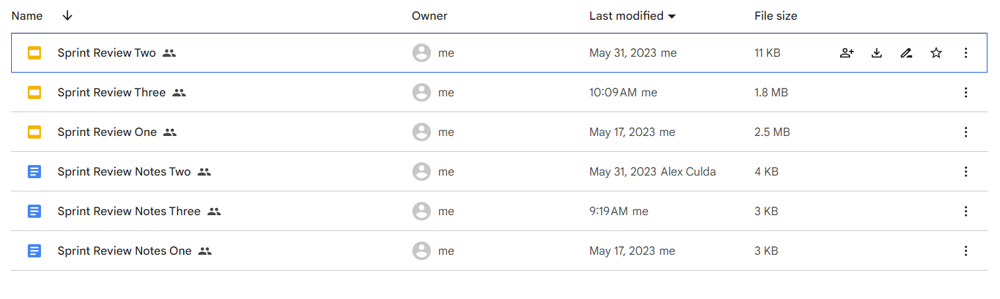 Name Owner Last modified File size
Sprint Review Two me May 31, 2023 me 11 KB
Sprint Review Three me 10:09 AM me 1.8 MB
Sprint Review One me May 17, 2023 me 2.5 MB
Sprint Review Notes Two me May 31, 2023 Alex Culda 4 KB
Sprint Review Notes Three me 9:19 AM me 3 KB
Sprint Review Notes One me May 17, 2023 me 3 KB